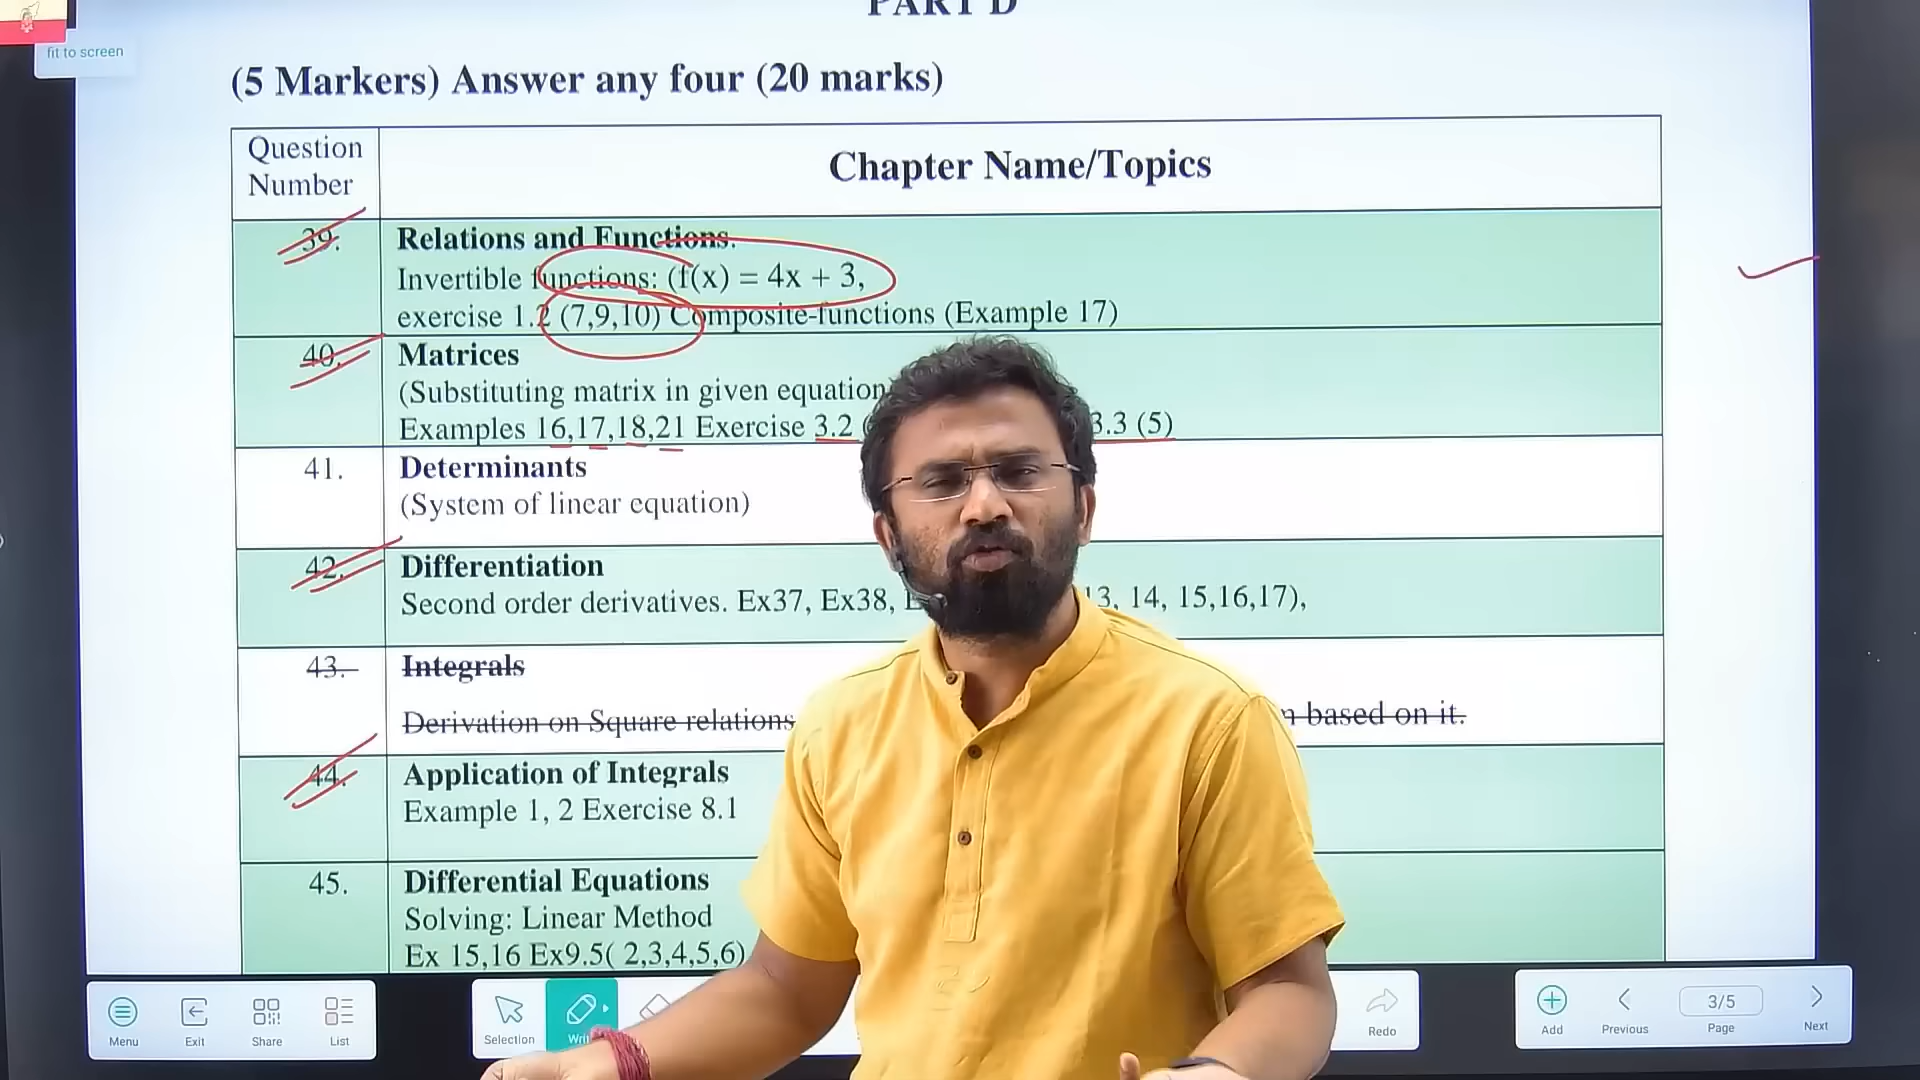 PART D
fit to screen
(5 Markers) Answer any four (20 marks)
Question Number
Chapter Name/Topics
39.
Relations and Functions.
Invertible functions: (f(x) = 4x + 3,
exercise 1.2 (7,9,10) Composite-functions (Example 17)
40.
Matrices
(Substituting matrix in given equation
Examples 16,17,18,21 Exercise 3.2 ( 3.3 (5)
41.
Determinants
(System of linear equation)
42.
Differentiation
Second order derivatives. Ex37, Ex38, 13, 14, 15,16,17),
43.
Integrals
Derivation on Square relations based on it.
44.
Application of Integrals
Example 1, 2 Exercise 8.1
45.
Differential Equations
Solving: Linear Method
Ex 15,16 Ex9.5( 2,3,4,5,6)
Menu
Exit
Share
List
Selection
Redo
Add
Previous
3/5
Page
Next